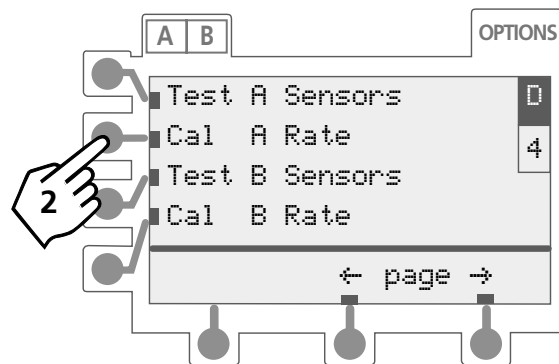 A B
OPTIONS
Test A Sensors
D
Cal A Rate
4
Test B Sensors
2
Cal B Rate
← page →